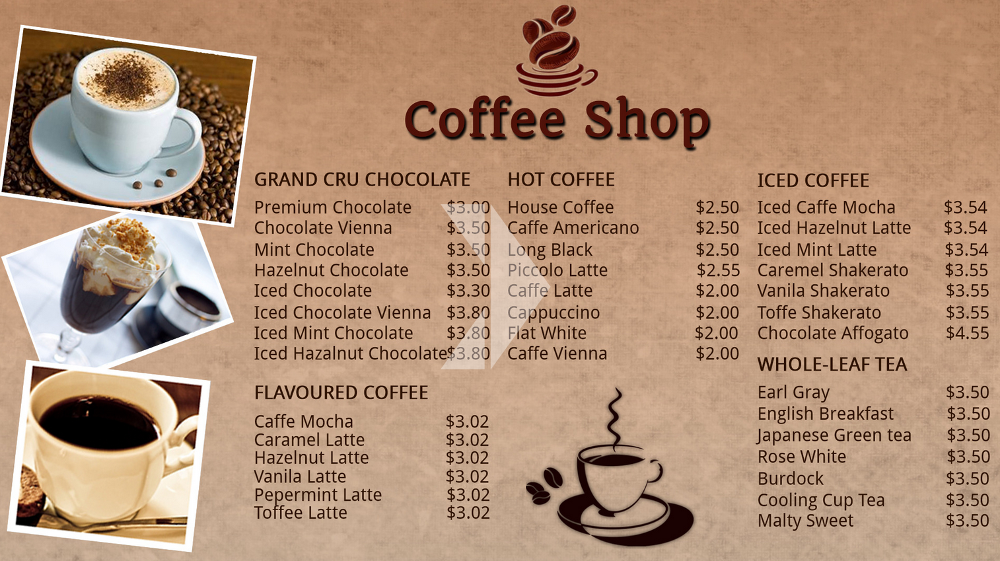 Coffee Shop
GRAND CRU CHOCOLATE
Premium Chocolate $3.00
Chocolate Vienna $3.50
Mint Chocolate $3.50
Hazelnut Chocolate $3.50
Iced Chocolate $3.30
Iced Chocolate Vienna $3.80
Iced Mint Chocolate $3.80
Iced Hazalnut Chocolate $3.80
FLAVOURED COFFEE
Caffe Mocha $3.02
Caramel Latte $3.02
Hazelnut Latte $3.02
Vanila Latte $3.02
Pepermint Latte $3.02
Toffee Latte $3.02
HOT COFFEE
House Coffee $2.50
Caffe Americano $2.50
Long Black $2.50
Piccolo Latte $2.55
Caffe Latte $2.00
Cappuccino $2.00
Flat White $2.00
Caffe Vienna $2.00
ICED COFFEE
Iced Caffe Mocha $3.54
Iced Hazelnut Latte $3.54
Iced Mint Latte $3.54
Caremel Shakerato $3.55
Vanila Shakerato $3.55
Toffe Shakerato $3.55
Chocolate Affogato $4.55
WHOLE-LEAF TEA
Earl Gray $3.50
English Breakfast $3.50
Japanese Green tea $3.50
Rose White $3.50
Burdock $3.50
Cooling Cup Tea $3.50
Malty Sweet $3.50